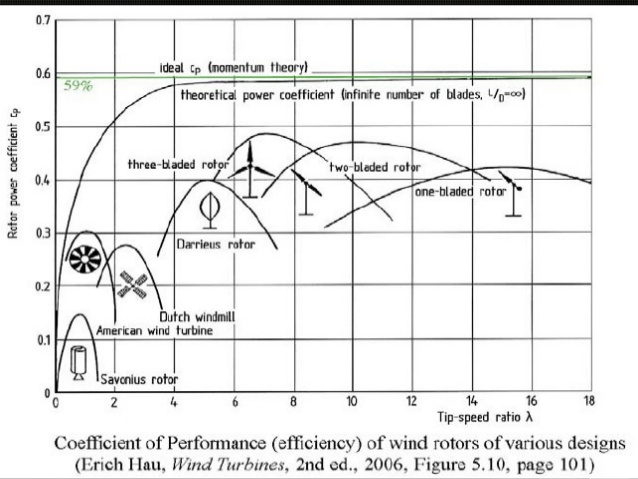 0.7
ideal cp (momentum theory)
0.6
59%
theoretical power coefficient (infinite number of blades, L/D=∞)
0.5
three-bladed rotor
two-bladed rotor
0.4
one-bladed rotor
Rotor power coefficient cp
0.3
Darrieus rotor
0.2
Dutch windmill
American wind turbine
0.1
Savonius rotor
0
0 2 4 6 8 10 12 14 16 18
Tip-speed ratio λ
Coefficient of Performance (efficiency) of wind rotors of various designs
(Erich Hau, Wind Turbines, 2nd ed., 2006, Figure 5.10, page 101)